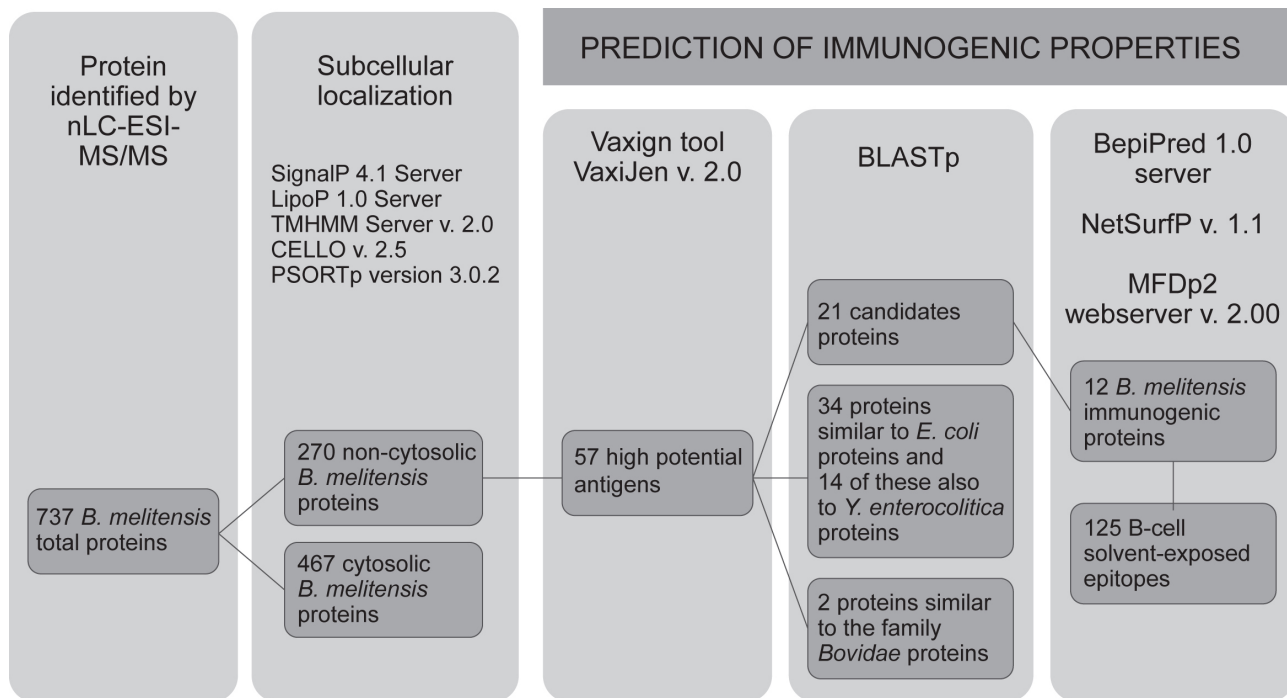 Protein
identified by
nLC-ESI-
MS/MS
737 B. melitensis
total proteins
Subcellular
localization
SignalP 4.1 Server
LipoP 1.0 Server
TMHMM Server v. 2.0
CELLO v. 2.5
PSORTp version 3.0.2
270 non-cytosolic
B. melitensis
proteins
467 cytosolic
B. melitensis
proteins
PREDICTION OF IMMUNOGENIC PROPERTIES
Vaxign tool
VaxiJen v. 2.0
57 high potential
antigens
BLASTp
21 candidates
proteins
34 proteins
similar to E. coli
proteins and
14 of these also
to Y. enterocolitica
proteins
2 proteins similar
to the family
Bovidae proteins
BepiPred 1.0
server
NetSurfP v. 1.1
MFDp2
webserver v. 2.00
12 B. melitensis
immunogenic
proteins
125 B-cell
solvent-exposed
epitopes